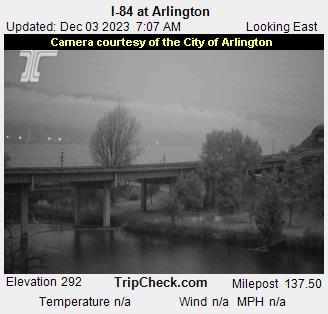 I-84 at Arlington
Updated: Dec 03 2023 7:07 AM Looking East
Camera courtesy of the City of Arlington
Elevation 292 TripCheck.com Milepost 137.50
Temperature n/a Wind n/a MPH n/a